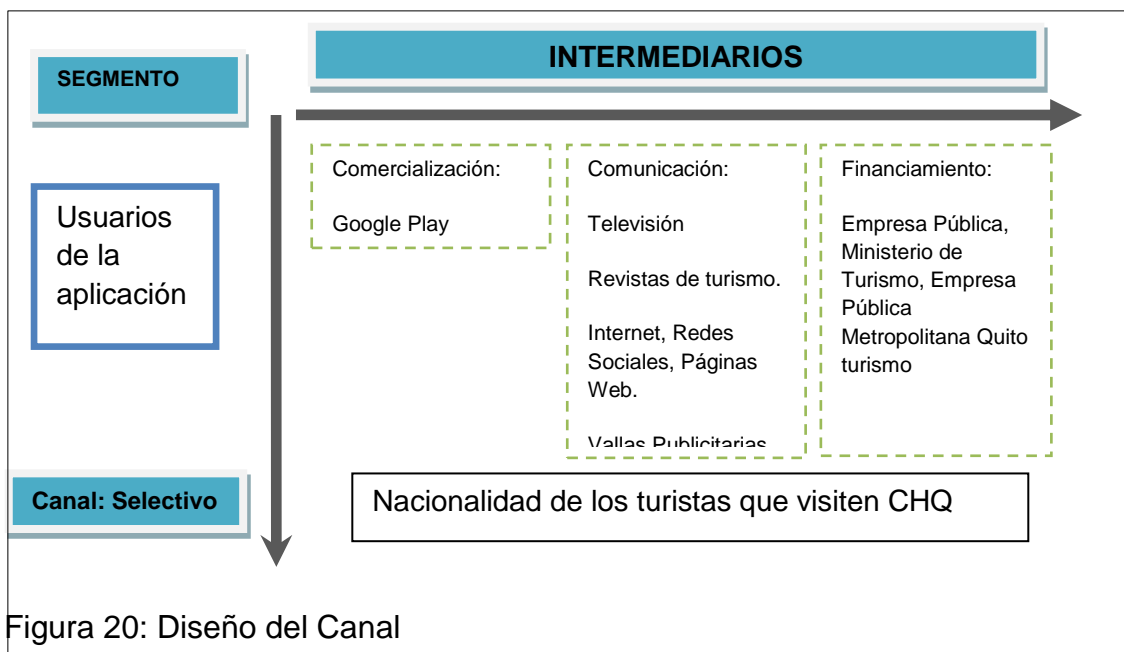 INTERMEDIARIOS
SEGMENTO
Comercialización:
Google Play
Comunicación:
Televisión
Revistas de turismo.
Internet, Redes
Sociales, Páginas
Web.
Vallas Publicitarias
Financiamiento:
Empresa Pública,
Ministerio de
Turismo, Empresa
Pública
Metropolitana Quito
turismo
Usuarios
de la
aplicación
Canal: Selectivo
Nacionalidad de los turistas que visiten CHQ
Figura 20: Diseño del Canal